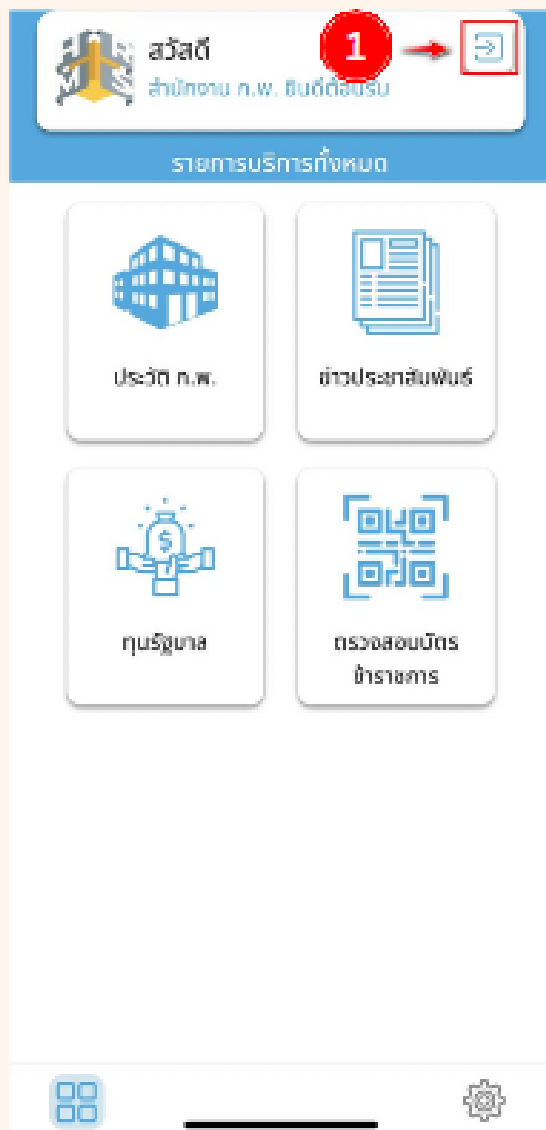 สวัสดี
1
สำนักงาน ก.พ. ยินดีต้อนรับ
รายการบริการทั้งหมด
ประวัติ ก.พ.
ข่าวประชาสัมพันธ์
ทุนรัฐบาล
ตรวจสอบบัตร
ข้าราชการ